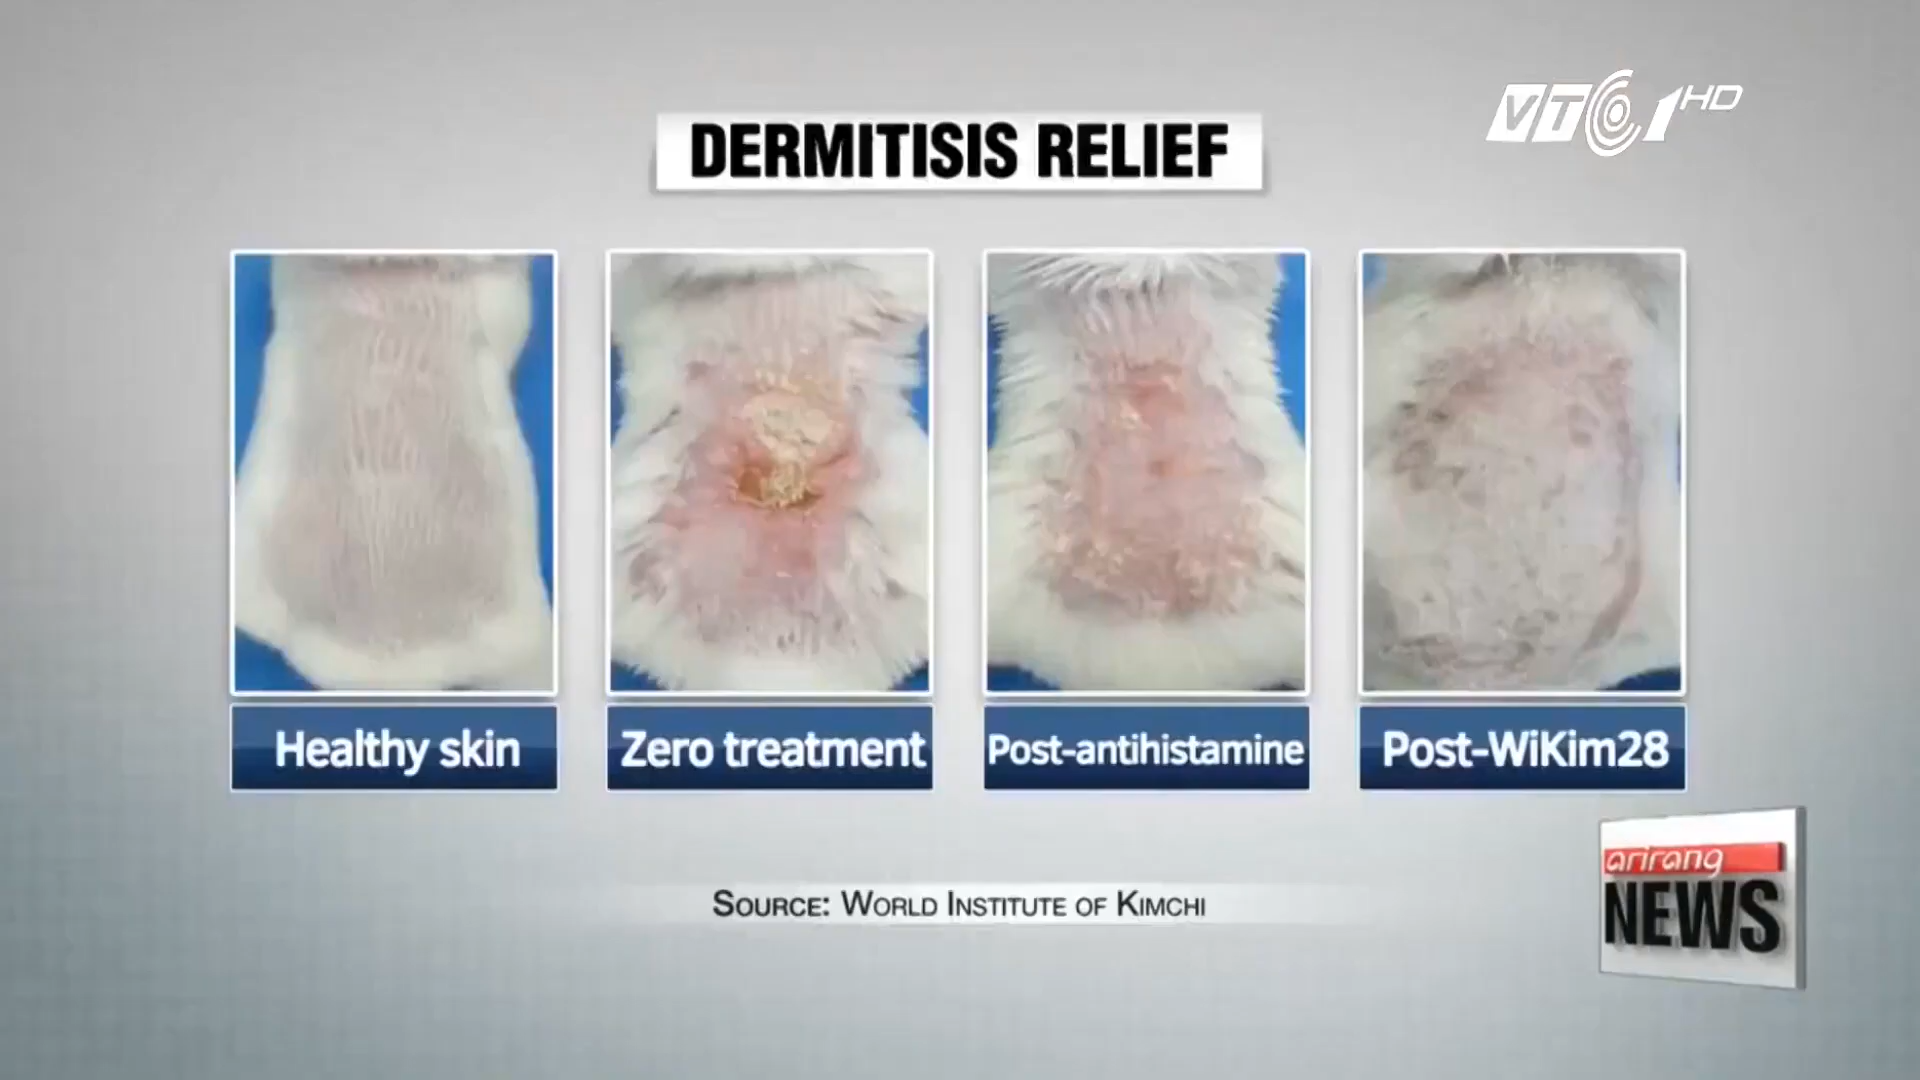 VTC1 HD
DERMITISIS RELIEF
Healthy skin
Zero treatment
Post-antihistamine
Post-WiKim28
SOURCE: WORLD INSTITUTE OF KIMCHI
arirang
NEWS